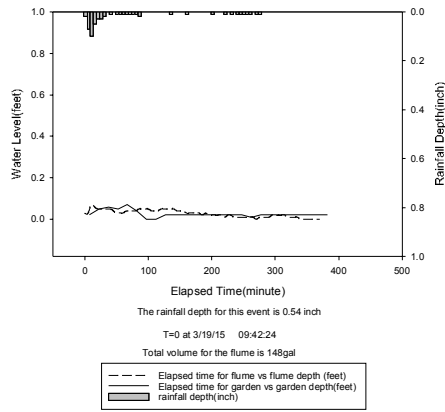 1.0
0.8
0.6
0.4
0.2
0.0
Water Level(feet)
0.0
0.2
0.4
0.6
0.8
1.0
Rainfall Depth(inch)
0
100
200
300
400
500
Elapsed Time(minute)
The rainfall depth for this event is 0.54 inch
T=0 at 3/19/15 09:42:24
Total volume for the flume is 148gal
Elapsed time for flume vs flume depth (feet)
Elapsed time for garden vs garden depth(feet)
rainfall depth(inch)